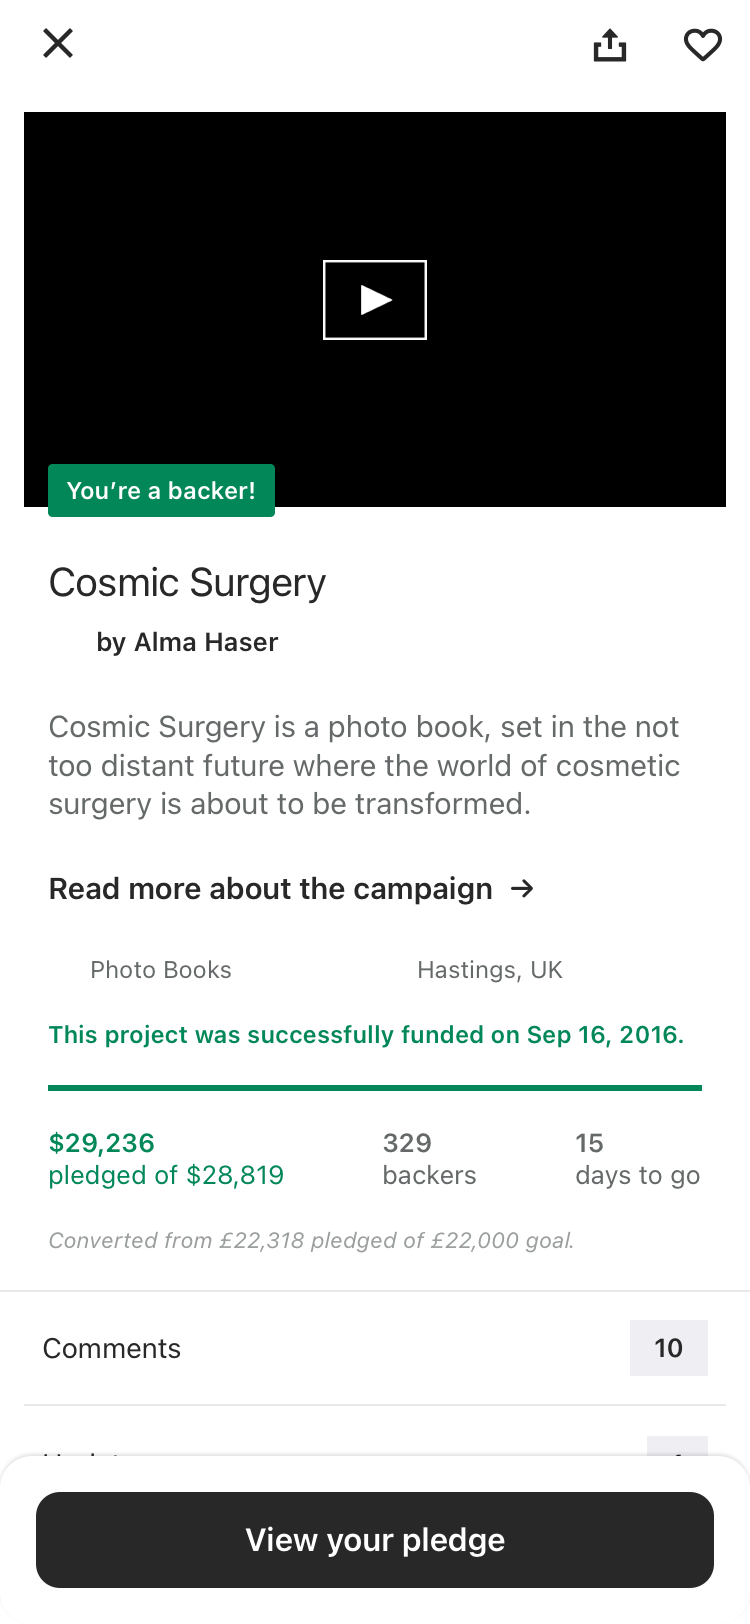 You're a backer!
Cosmic Surgery
by Alma Haser
Cosmic Surgery is a photo book, set in the not
too distant future where the world of cosmetic
surgery is about to be transformed.
Read more about the campaign →
Photo Books
Hastings, UK
This project was successfully funded on Sep 16, 2016.
$29,236
pledged of $28,819
329
backers
15
days to go
Converted from £22,318 pledged of £22,000 goal.
Comments
10
View your pledge